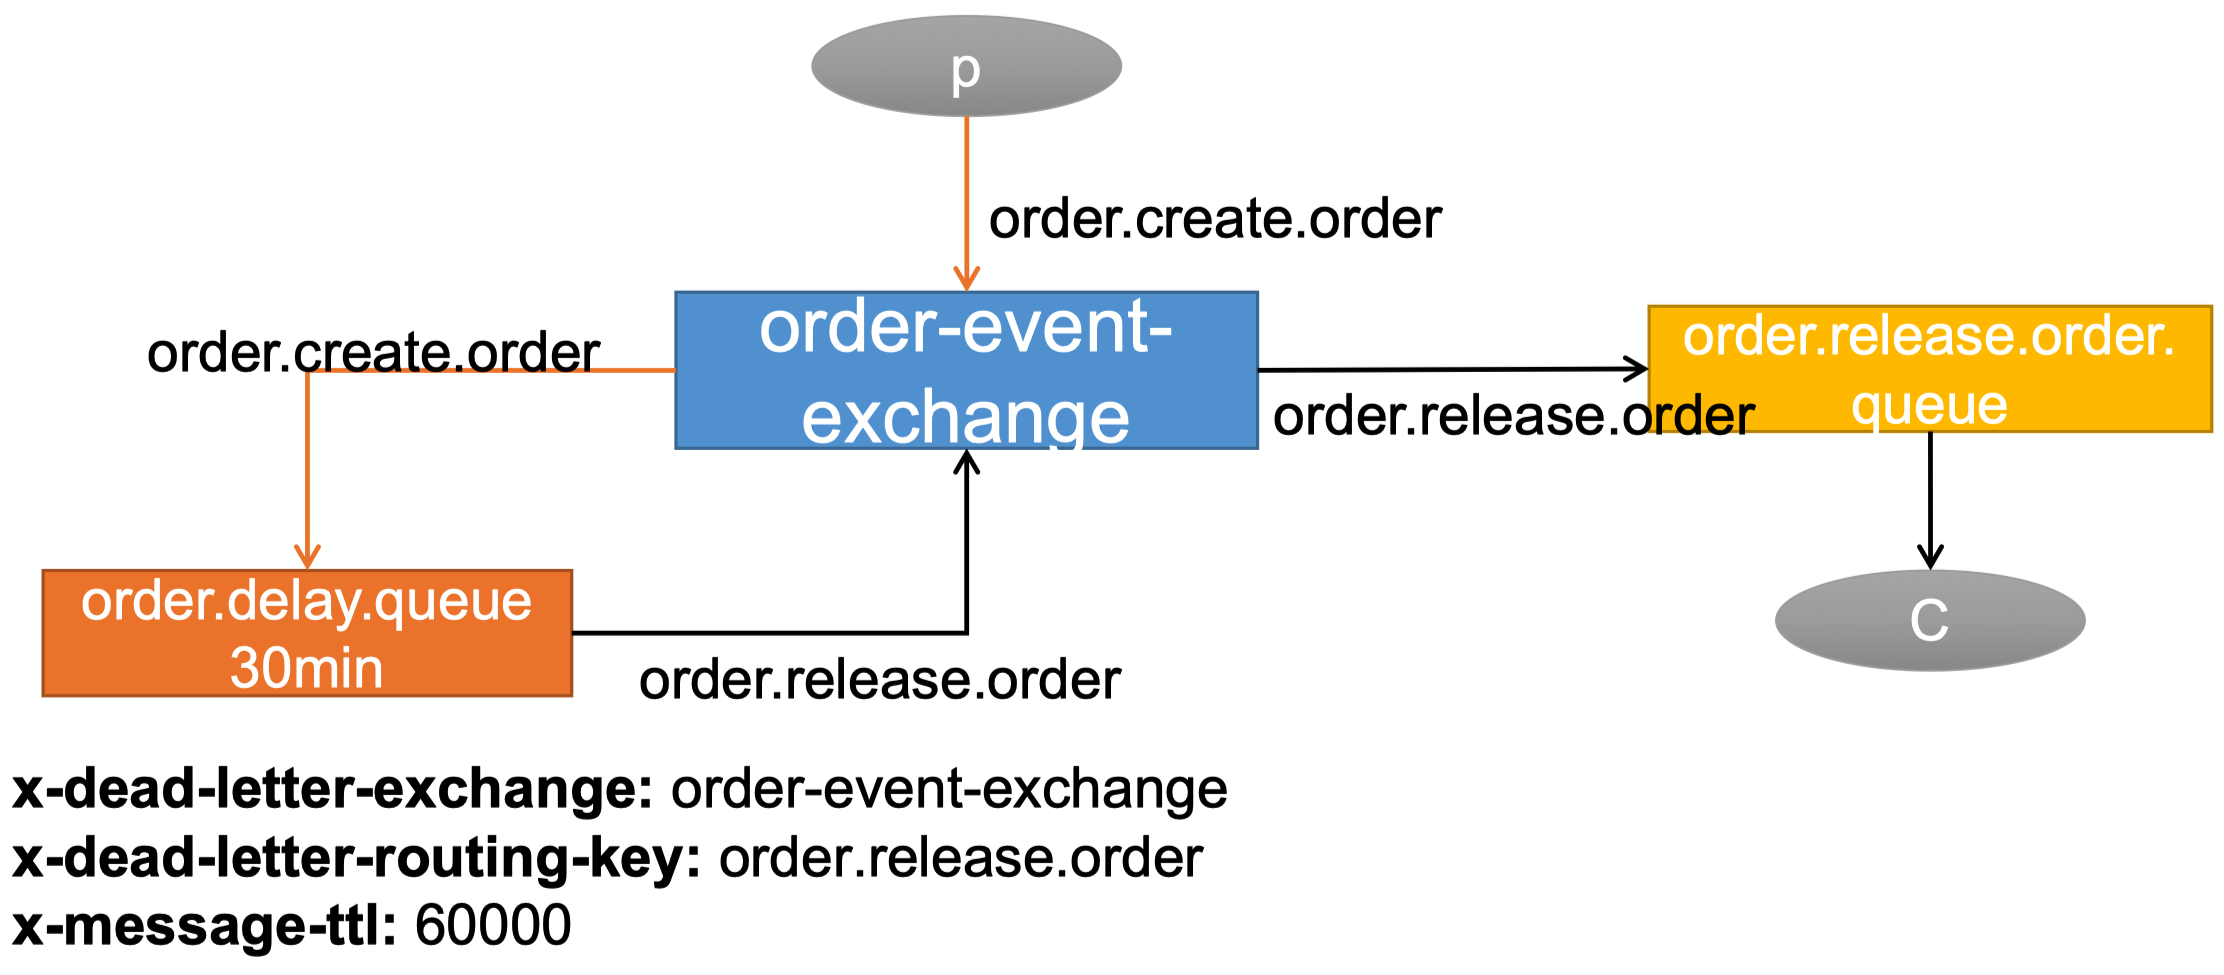 p
order.create.order
order-event-
exchange
order.create.order
order.release.order.
queue
order.release.order
order.delay.queue
30min
C
order.release.order
x-dead-letter-exchange: order-event-exchange
x-dead-letter-routing-key: order.release.order
x-message-ttl: 60000